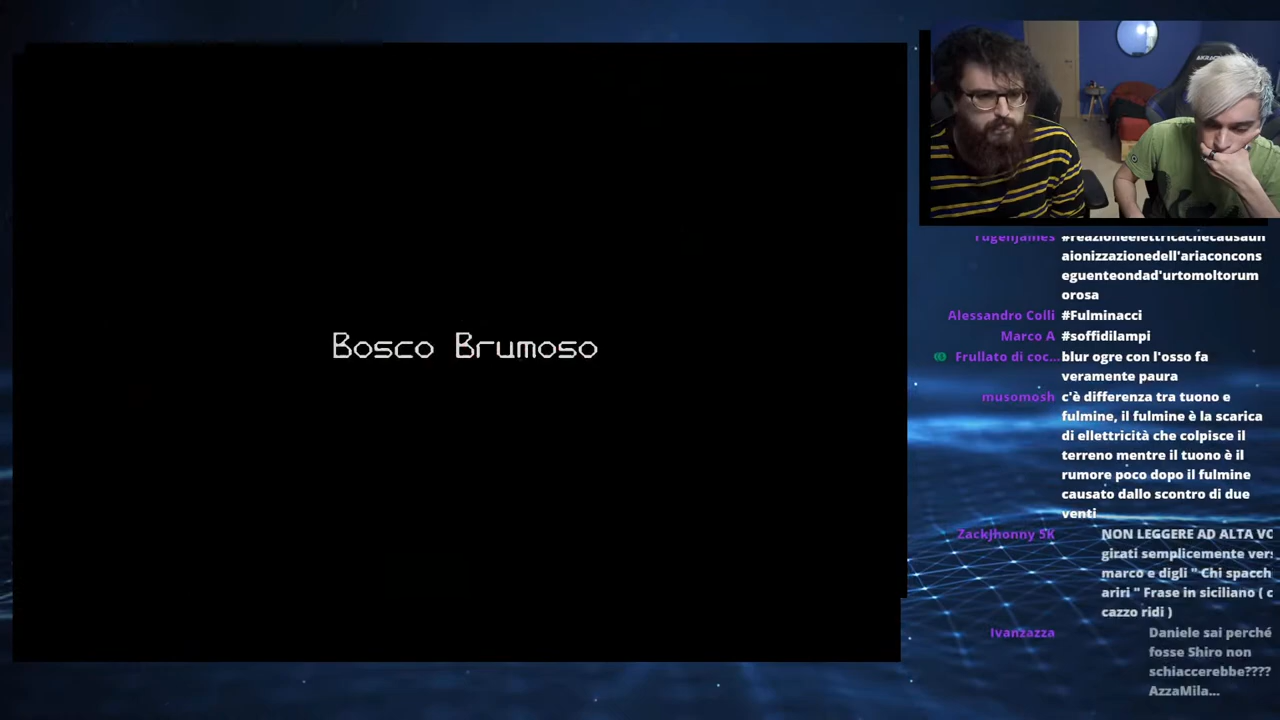 Bosco Brumoso
#reazioneelettricachecausaun
aionizzazionedell'ariaconcons
eguenteondad'urtomoltorum
orosa
Alessandro Colli #Fulminacci
Marco A #soffidilampi
Frullato di coc... blur ogre con l'osso fa
veramente paura
musomosh c'è differenza tra tuono e
fulmine, il fulmine è la scarica
di ellettricità che colpisce il
terreno mentre il tuono è il
rumore poco dopo il fulmine
causato dallo scontro di due
venti
ZackJhonny SK NON LEGGERE AD ALTA VO
girati semplicemente ver
marco e digli " Chi spacch
ariri " Frase in siciliano ( c
cazzo ridi )
Ivanzazza Daniele sai perché
fosse Shiro non
schiaccerebbe????
AzzaMila...